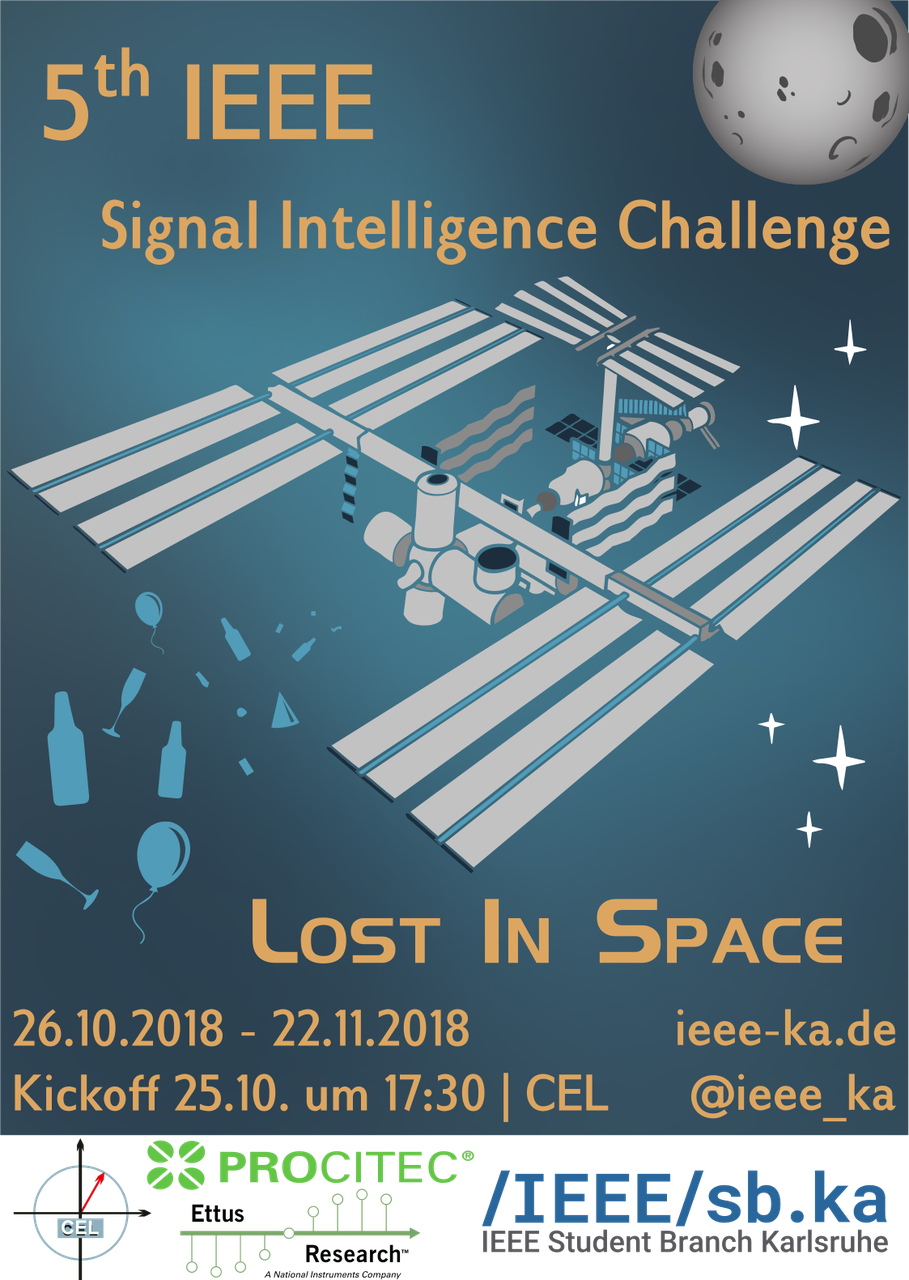 5th IEEE
Signal Intelligence Challenge
Lost In Space
26.10.2018 - 22.11.2018
ieee-ka.de
Kickoff 25.10. um 17:30 | CEL
@ieee_ka
CEL
PROCITEC®
Ettus
Research™
A National Instruments Company
/IEEE/sb.ka
IEEE Student Branch Karlsruhe